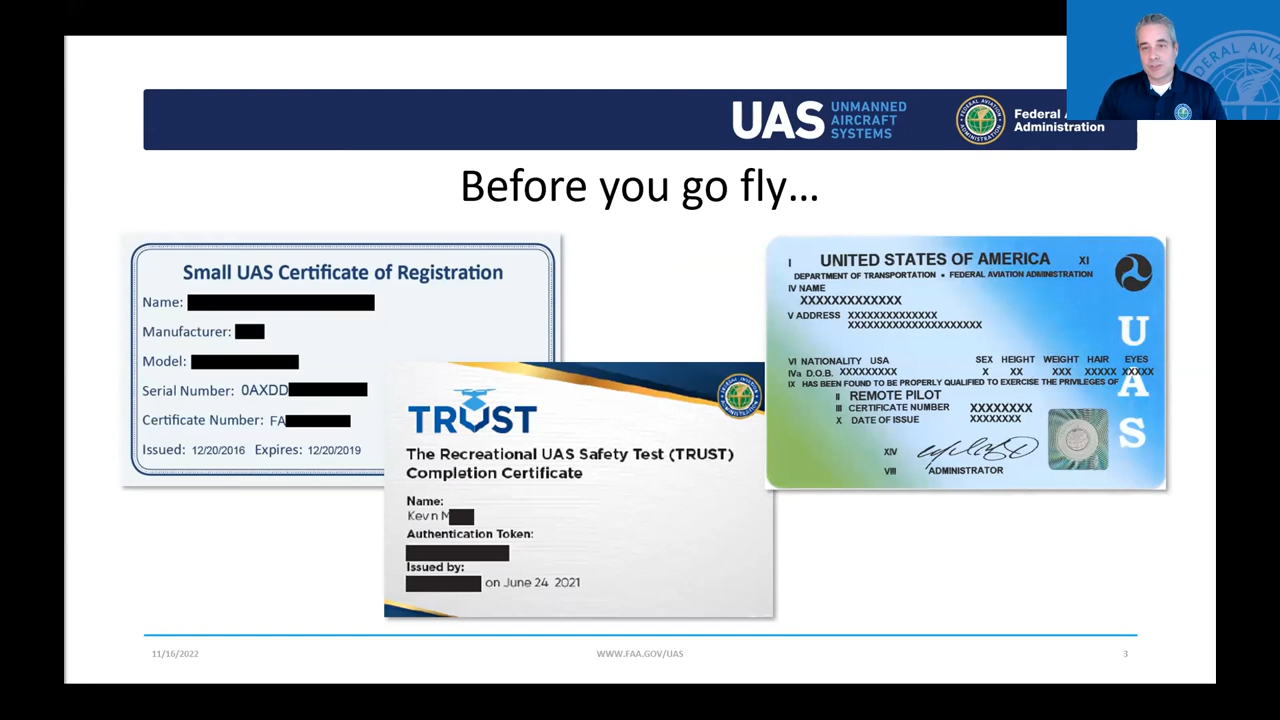 UAS UNMANNED
AIRCRAFT
SYSTEMS
Federal
Administration
FEDERAL AVIA
Before you go fly...
Small UAS Certificate of Registration
Name:
Manufacturer:
Model:
Serial Number: 0AXDD
Certificate Number: FA
Issued: 12/20/2016 Expires: 12/20/2019
TRUST
The Recreational UAS Safety Test (TRUST)
Completion Certificate
Name:
Kevn M
Authentication Token:
Issued by:
on June 24 2021
I UNITED STATES OF AMERICA XI
DEPARTMENT OF TRANSPORTATION • FEDERAL AVIATION ADMINISTRATION
IV NAME
XXXXXXXXXXXXX
V ADDRESS XXXXXXXXXXXXXX
XXXXXXXXXXXXXXXXXXXXX
VI NATIONALITY USA SEX HEIGHT WEIGHT HAIR EYES
IVa D.O.B. XXXXXXXXX X XX XXX XXXXX XXXXX
IX HAS BEEN FOUND TO BE PROPERLY QUALIFIED TO EXERCISE THE PRIVILEGES OF
II REMOTE PILOT
III CERTIFICATE NUMBER XXXXXXXX
X DATE OF ISSUE XXXXXXXX
XIV
VIII ADMINISTRATOR
UAS
11/16/2022 WWW.FAA.GOV/UAS 3